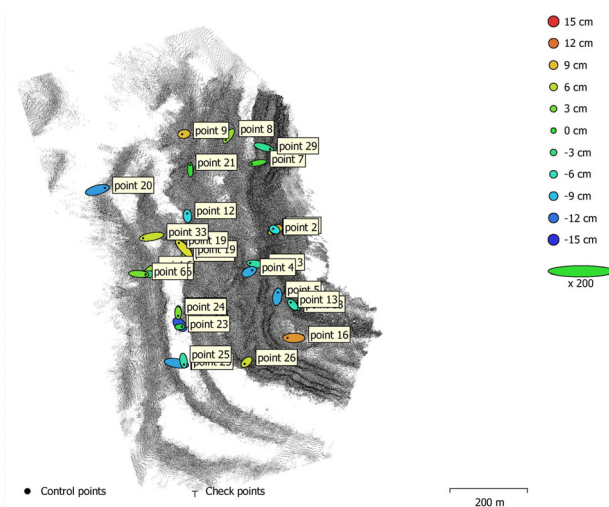 15 cm
12 cm
9 cm
6 cm
3 cm
0 cm
-3 cm
-6 cm
-9 cm
-12 cm
-15 cm
x 200
point 9
point 8
point 29
point 7
point 21
point 20
point 12
point 2
point 33
point 19
point 19
point 4
point 13
point 24
point 23
point 16
point 25
point 26
Control points
Check points
200 m